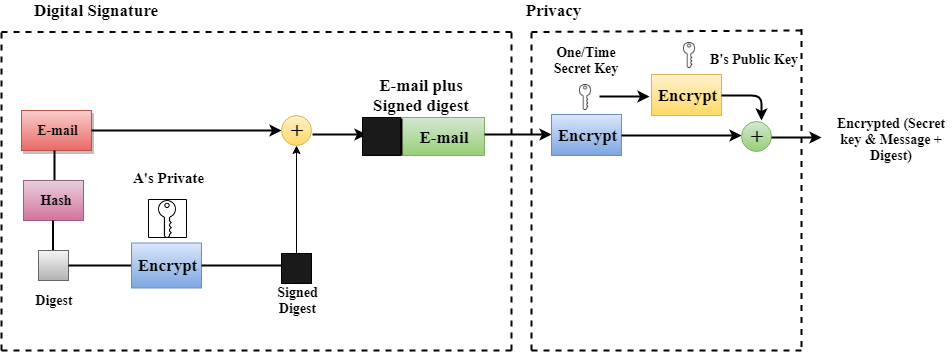 Digital Signature
Privacy
One/Time
Secret Key
B's Public Key
E-mail plus
Signed digest
Encrypt
E-mail
+
E-mail
Encrypt
+
Encrypted (Secret
key & Message +
Digest)
Hash
A's Private
Encrypt
Digest
Signed
Digest